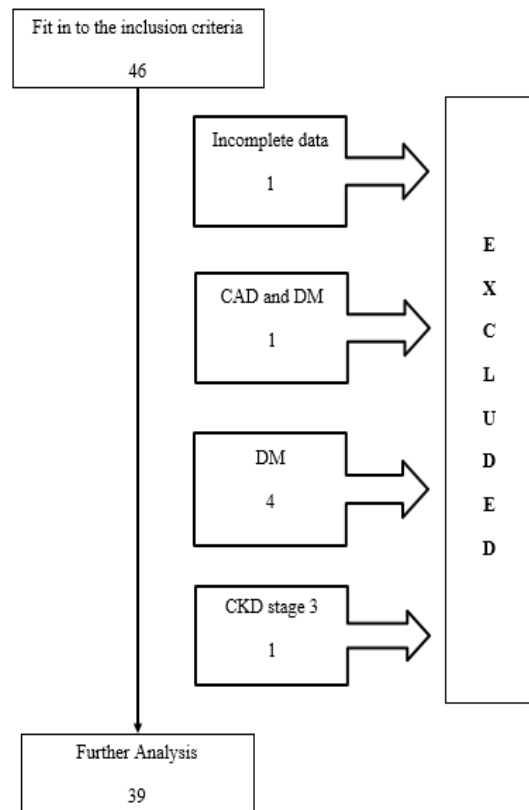 Fit in to the inclusion criteria
46
Incomplete data
1
CAD and DM
1
DM
4
CKD stage 3
1
E
X
C
L
U
D
E
D
Further Analysis
39